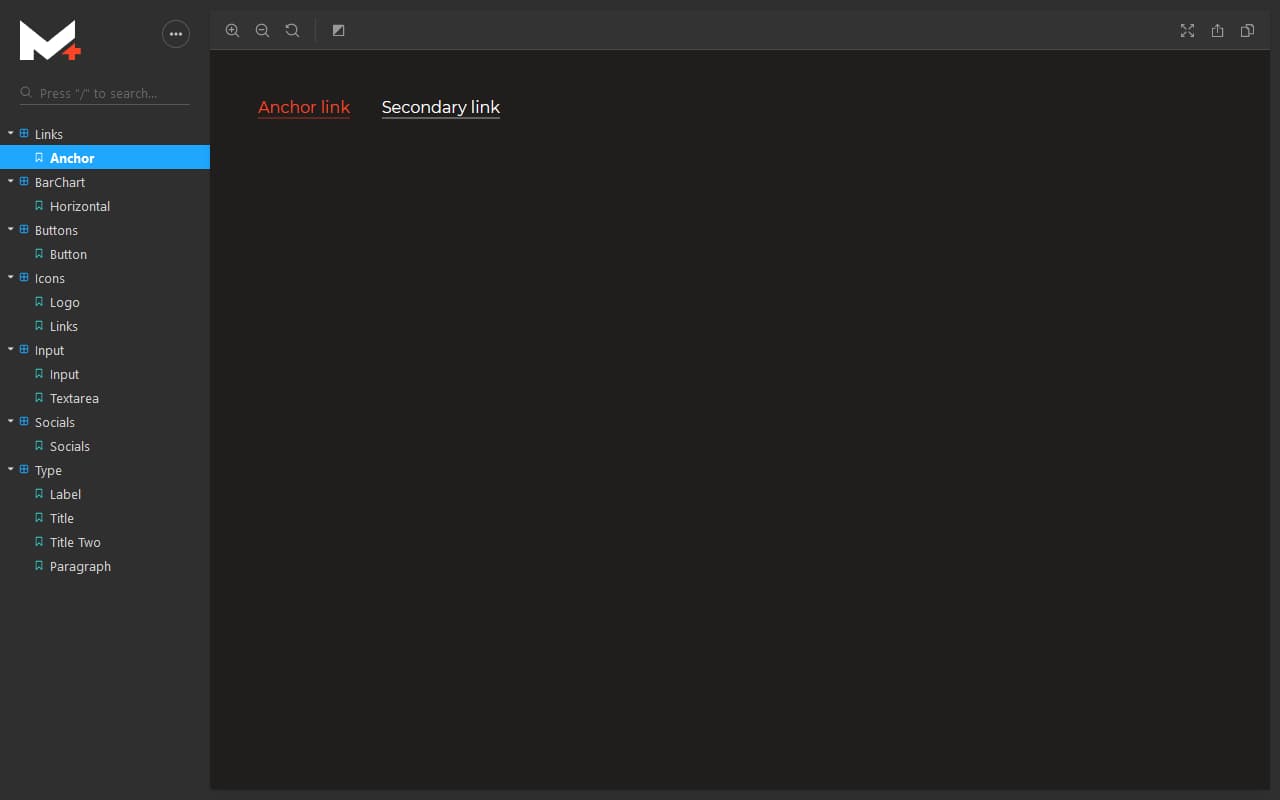 Press "/" to search...
Links
Anchor
BarChart
Horizontal
Buttons
Button
Icons
Logo
Links
Input
Input
Textarea
Socials
Socials
Type
Label
Title
Title Two
Paragraph
Anchor link Secondary link